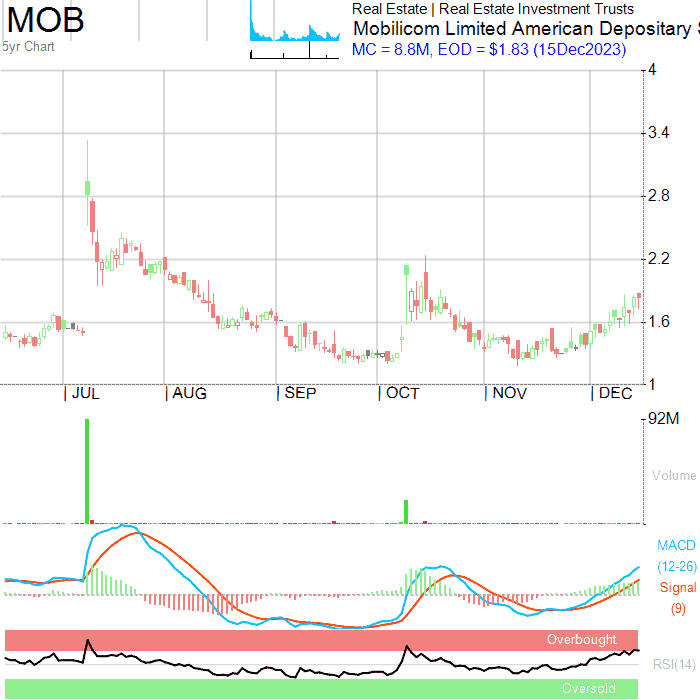 MOB
5yr Chart
Real Estate | Real Estate Investment Trusts
Mobilicom Limited American Depositary
MC = 8.8M, EOD = $1.83 (15Dec2023)
4
3.4
2.8
2.2
1.6
1
JUL
AUG
SEP
OCT
NOV
DEC
92M
Volume
MACD
(12-26)
Signal
(9)
Overbought
RSI(14)
Oversold